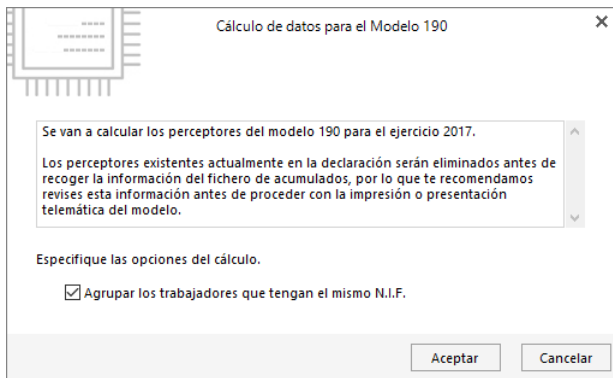 Cálculo de datos para el Modelo 190
Se van a calcular los perceptores del modelo 190 para el ejercicio 2017.
Los perceptores existentes actualmente en la declaración serán eliminados antes de
recoger la información del fichero de acumulados, por lo que te recomendamos
revises esta información antes de proceder con la impresión o presentación
telemática del modelo.
Especifique las opciones del cálculo.
Agrupar los trabajadores que tengan el mismo N.I.F.
Aceptar
Cancelar